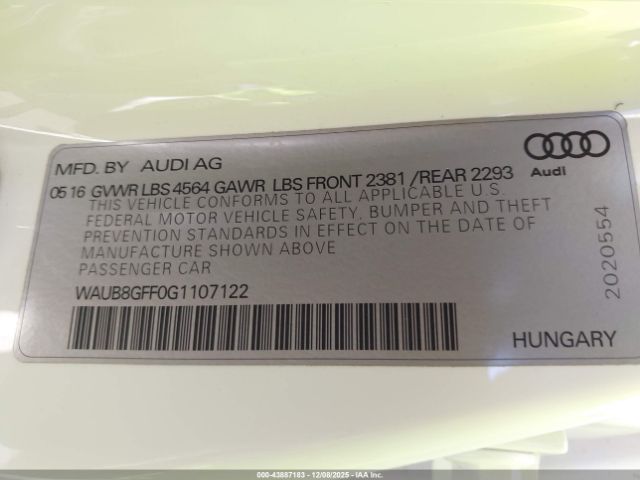 MFD. BY AUDI AG
05 16 GVWR LBS 4564 GAWR LBS FRONT 2381 /REAR 2293
THIS VEHICLE CONFORMS TO ALL APPLICABLE U.S.
FEDERAL MOTOR VEHICLE SAFETY, BUMPER AND THEFT
PREVENTION STANDARDS IN EFFECT ON THE DATE OF
MANUFACTURE SHOWN ABOVE
PASSENGER CAR
WAUB8GFF0G1107122
Audi
2020554
HUNGARY
000-43887183 - 12/08/2025 - IAA Inc.